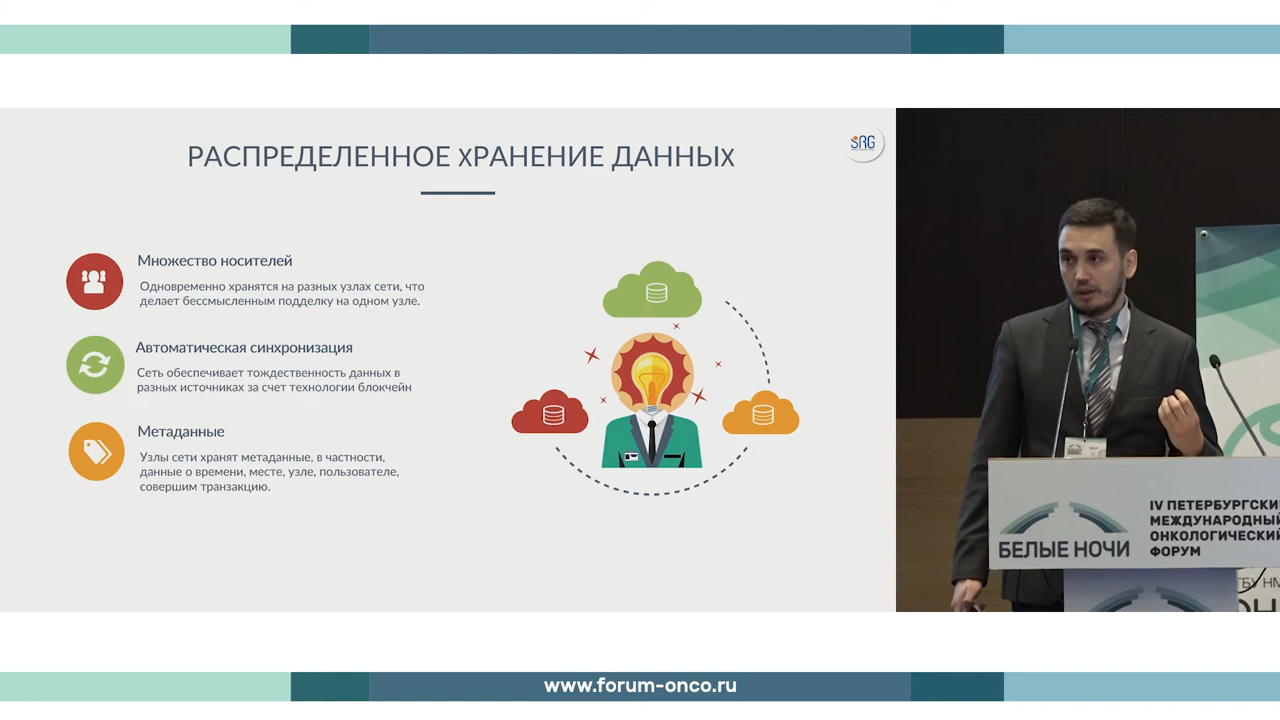 РАСПРЕДЕЛЕННОЕ ХРАНЕНИЕ ДАННЫХ
SRG
Множество носителей
Одновременно хранятся на разных узлах сети, что
делает бессмысленным подделку на одном узле.
Автоматическая синхронизация
Сеть обеспечивает тождественность данных в
разных источниках за счет технологии блокчейн
Метаданные
Узлы сети хранят метаданные, в частности,
данные о времени, месте, узле, пользователе,
совершим транзакцию.
БЕЛЫЕ НОЧИ
IV ПЕТЕРБУРГСКИ
МЕЖДУНАРОДНЫЙ
ОНКОЛОГИЧЕСКИЙ
ФОРУМ
www.forum-onco.ru